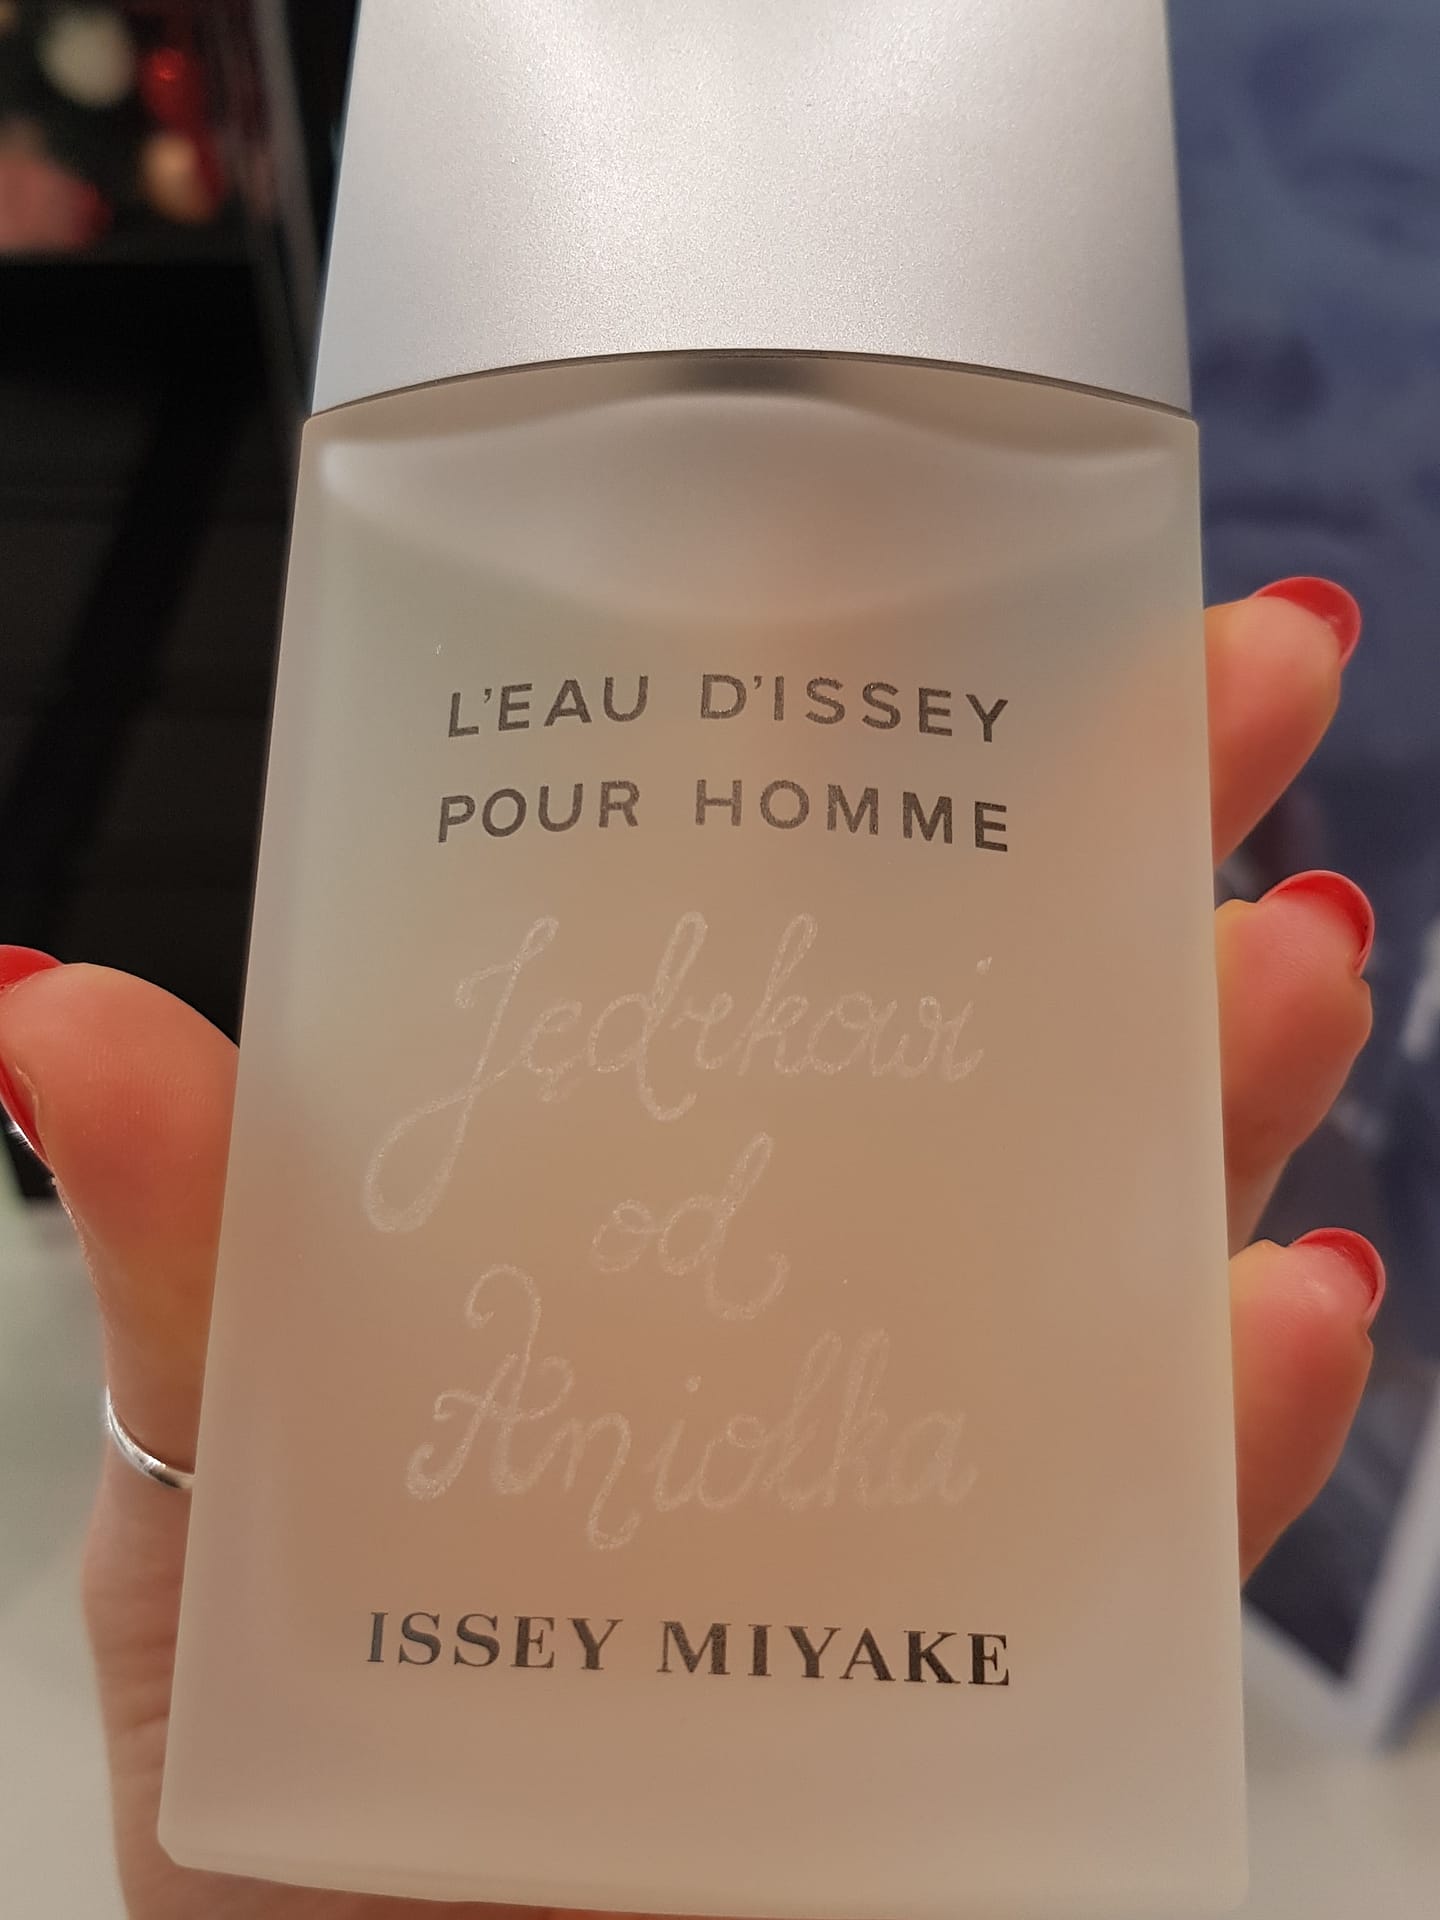 L'EAU D'ISSEY
POUR HOMME
Jędrkowi
od
Aniołka
ISSEY MIYAKE